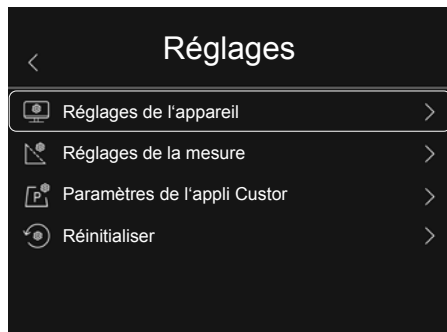 Réglages
Réglages de l‘appareil
Réglages de la mesure
P
Paramètres de l‘appli Custor
Réinitialiser